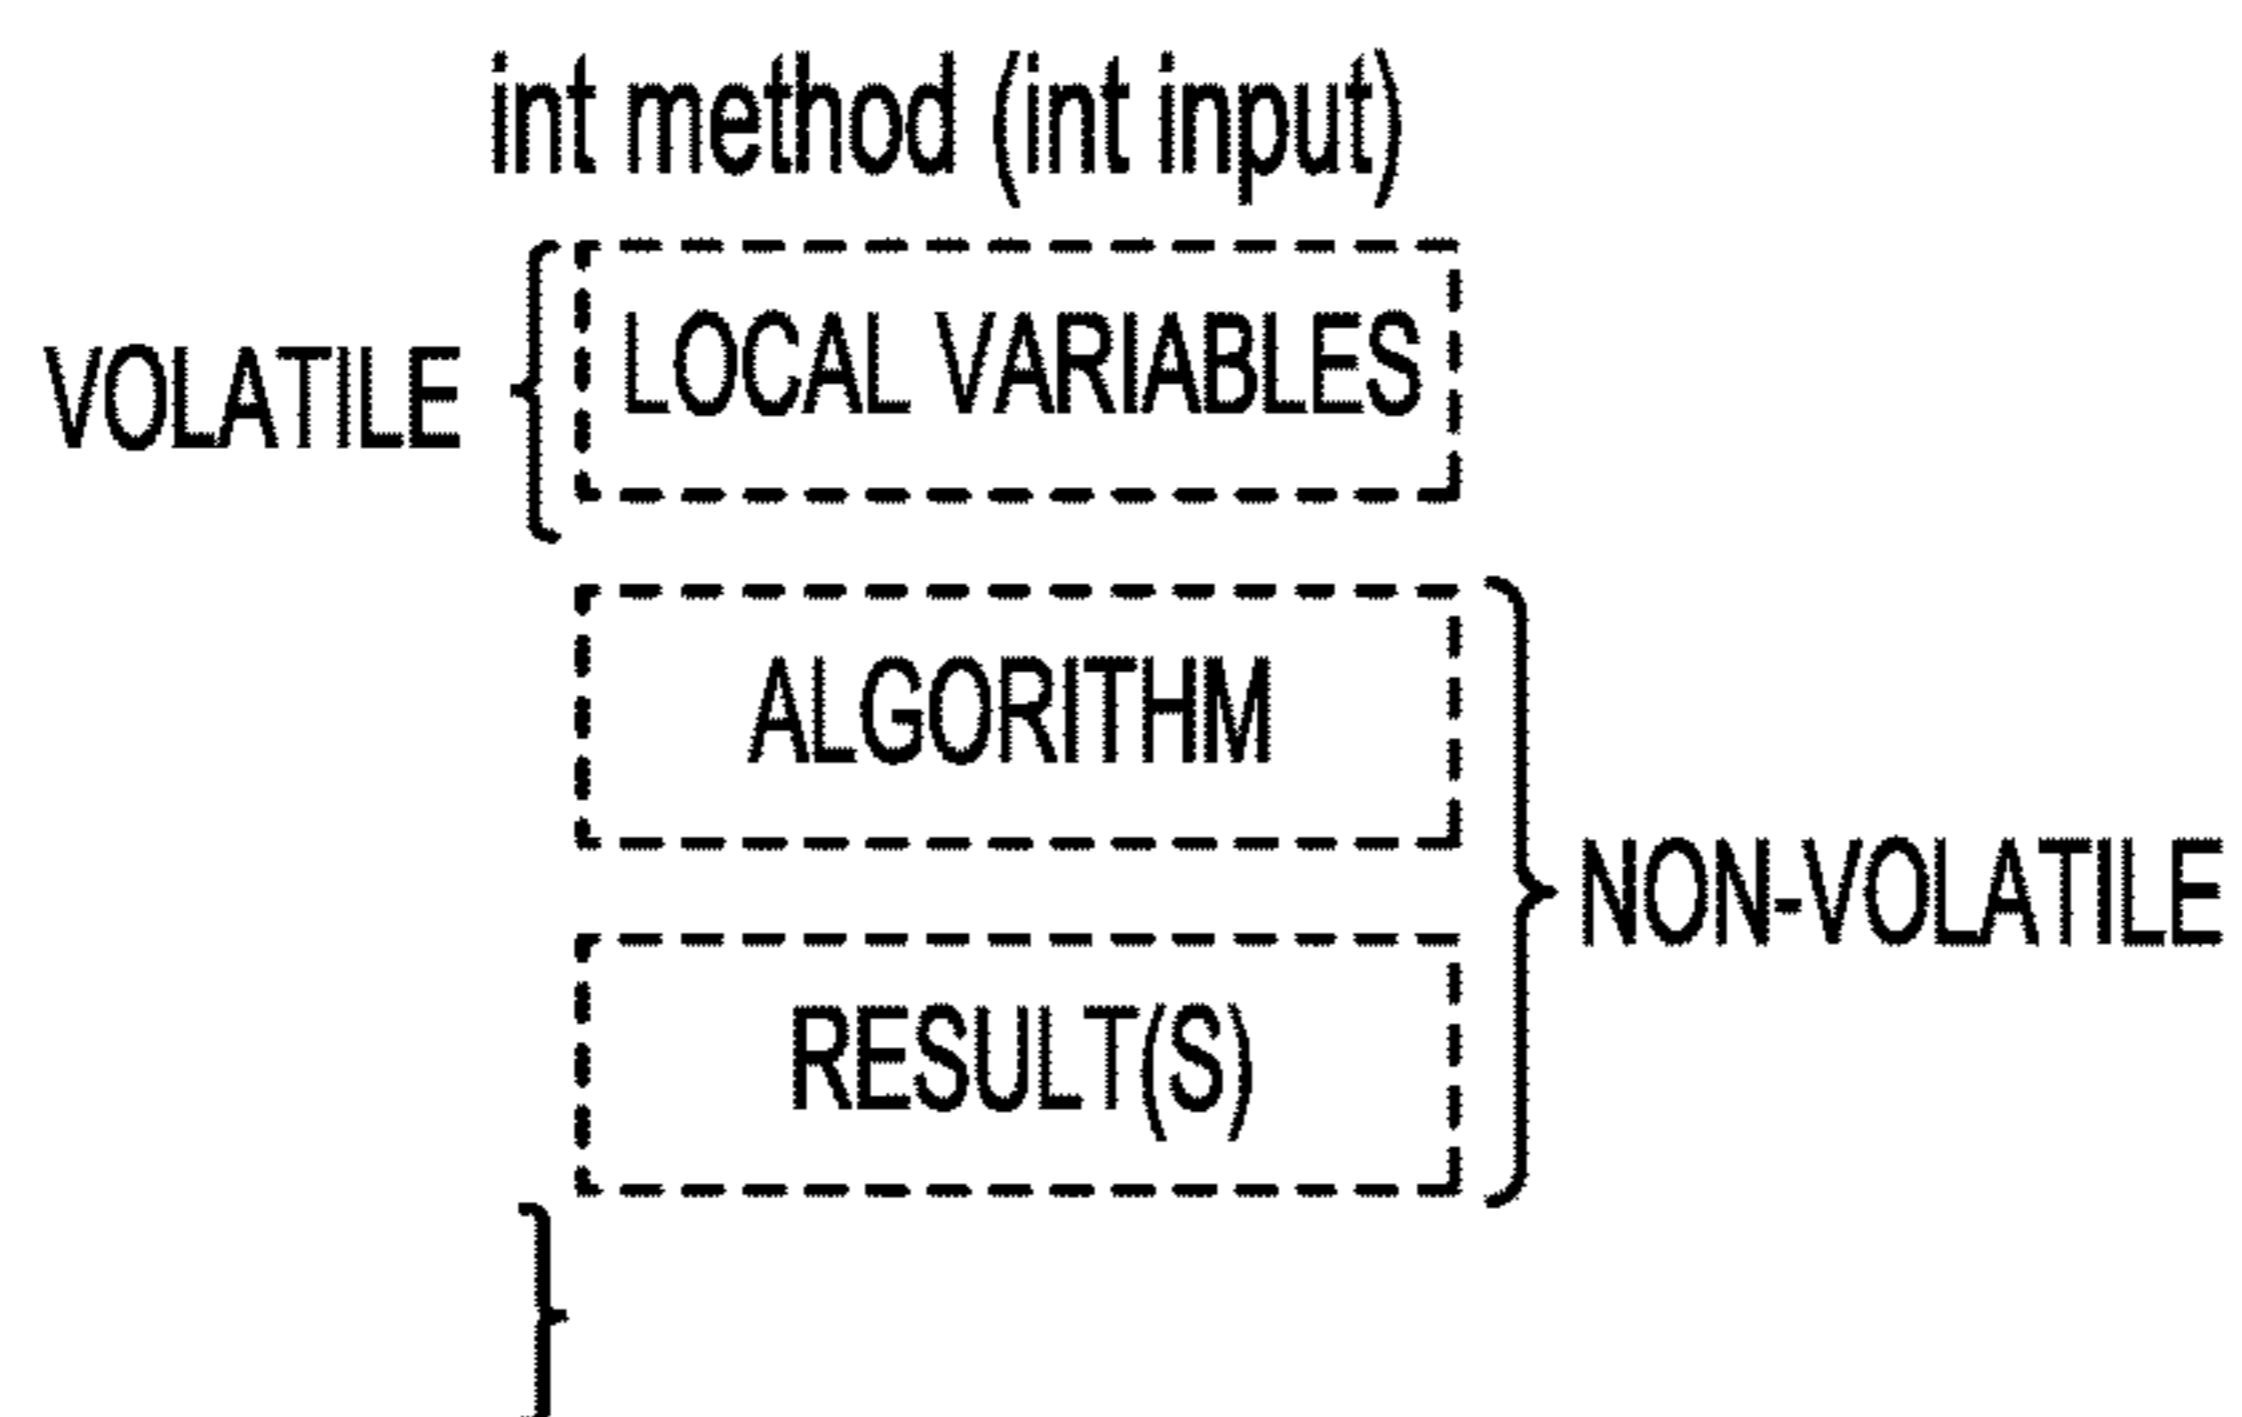 int method (int input)
VOLATILE
LOCAL VARIABLES
ALGORITHM
NON-VOLATILE
RESULT(S)
}